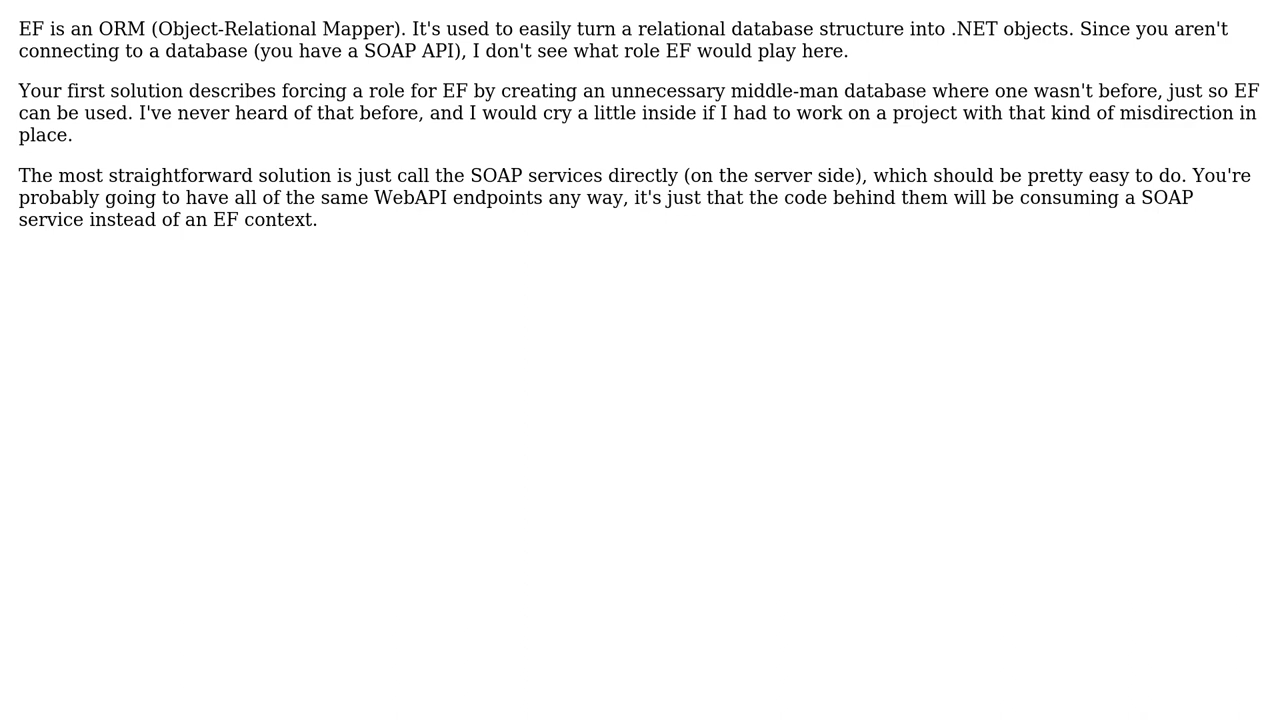 EF is an ORM (Object-Relational Mapper). It's used to easily turn a relational database structure into .NET objects. Since you aren't
connecting to a database (you have a SOAP API), I don't see what role EF would play here.
Your first solution describes forcing a role for EF by creating an unnecessary middle-man database where one wasn't before, just so EF
can be used. I've never heard of that before, and I would cry a little inside if I had to work on a project with that kind of misdirection in
place.
The most straightforward solution is just call the SOAP services directly (on the server side), which should be pretty easy to do. You're
probably going to have all of the same WebAPI endpoints any way, it's just that the code behind them will be consuming a SOAP
service instead of an EF context.